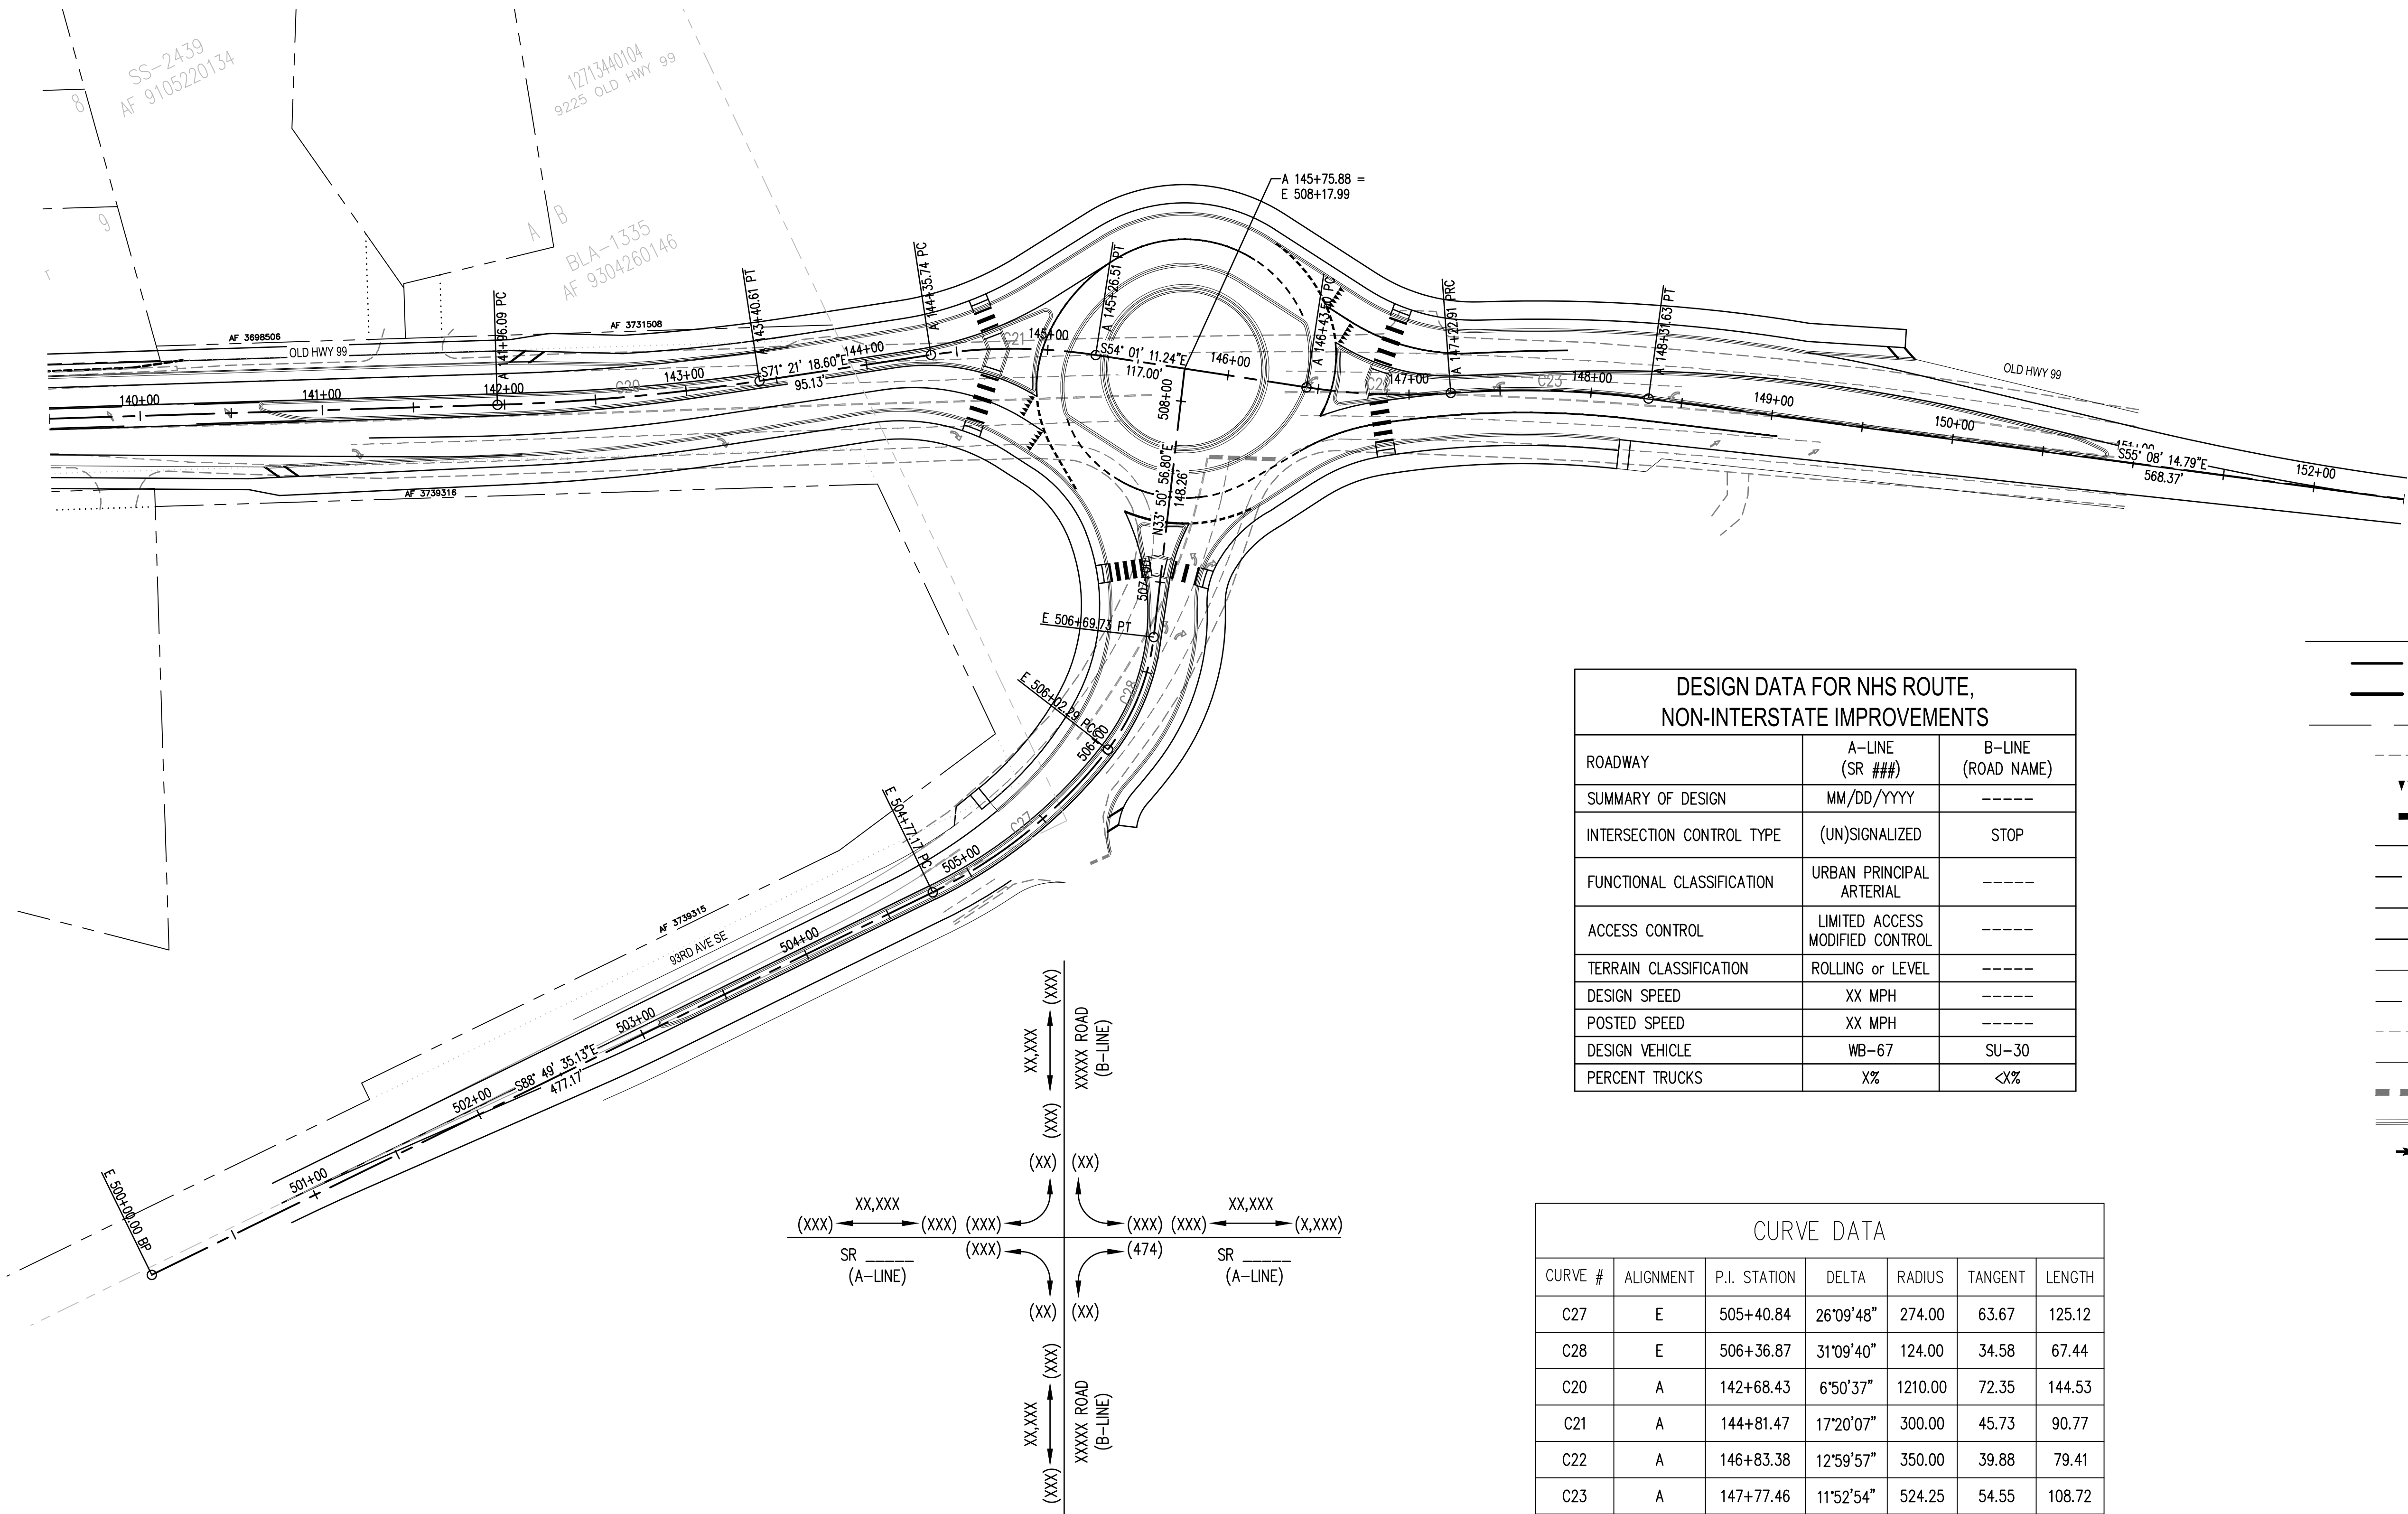 SS-2439
AF 9105220134
8
9
12713440104
9225 OLD HWY 99
A B
BLA-1335
AF 9304260146
A 145+75.88 =
E 508+17.99
AF 3698506
AF 3731508
OLD HWY 99
A 141+96.09 PC
A 143+40.61 PT
A 144+35.74 PC
A 145+26.51 PT
A 146+43.50 PC
A 147+22.91 PRC
A 148+31.63 PT
140+00
141+00
142+00
C20
143+00
S71° 21' 18.60"E
95.13'
144+00
C21
145+00
S54° 01' 11.24"E
117.00'
146+00
C22
147+00
C23
148+00
149+00
150+00
151+00
S55° 08' 14.79"E
568.37'
152+00
OLD HWY 99
AF 3739316
508+00
N33° 50' 56.80"E
148.26'
507+00
E 506+69.73 PT
C28
E 506+02.29 PCC
506+00
C27
E 504+77.17 PC
505+00
AF 3739315
93RD AVE SE
504+00
503+00
S88° 49' 35.13"E
477.17'
502+00
501+00
E 500+00.00 BP
DESIGN DATA FOR NHS ROUTE,
NON-INTERSTATE IMPROVEMENTS
ROADWAY A-LINE (SR ###) B-LINE (ROAD NAME)
SUMMARY OF DESIGN MM/DD/YYYY -----
INTERSECTION CONTROL TYPE (UN)SIGNALIZED STOP
FUNCTIONAL CLASSIFICATION URBAN PRINCIPAL ARTERIAL -----
ACCESS CONTROL LIMITED ACCESS MODIFIED CONTROL -----
TERRAIN CLASSIFICATION ROLLING or LEVEL -----
DESIGN SPEED XX MPH -----
POSTED SPEED XX MPH -----
DESIGN VEHICLE WB-67 SU-30
PERCENT TRUCKS X% <X%
(XXX)
XX,XXX
XXXXX ROAD
(B-LINE)
(XXX)
(XX) (XX)
XX,XXX
(XXX) (XXX) (XXX)
(XXX) (XXX) XX,XXX (X,XXX)
SR _____
(A-LINE)
(XXX)
(474)
SR _____
(A-LINE)
(XX) (XX)
(XXX)
XX,XXX
XXXXX ROAD
(B-LINE)
(XXX)
CURVE DATA
CURVE # ALIGNMENT P.I. STATION DELTA RADIUS TANGENT LENGTH
C27 E 505+40.84 26°09'48" 274.00 63.67 125.12
C28 E 506+36.87 31°09'40" 124.00 34.58 67.44
C20 A 142+68.43 6°50'37" 1210.00 72.35 144.53
C21 A 144+81.47 17°20'07" 300.00 45.73 90.77
C22 A 146+83.38 12°59'57" 350.00 39.88 79.41
C23 A 147+77.46 11°52'54" 524.25 54.55 108.72